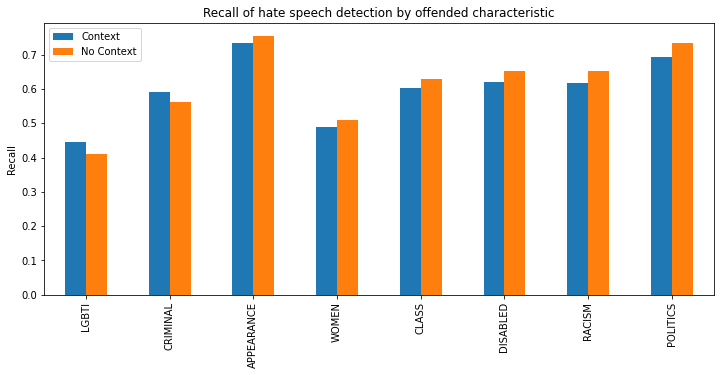 Recall of hate speech detection by offended characteristic
Context
No Context
Recall
0.7
0.6
0.5
0.4
0.3
0.2
0.1
0.0
LGBTI
CRIMINAL
APPEARANCE
WOMEN
CLASS
DISABLED
RACISM
POLITICS